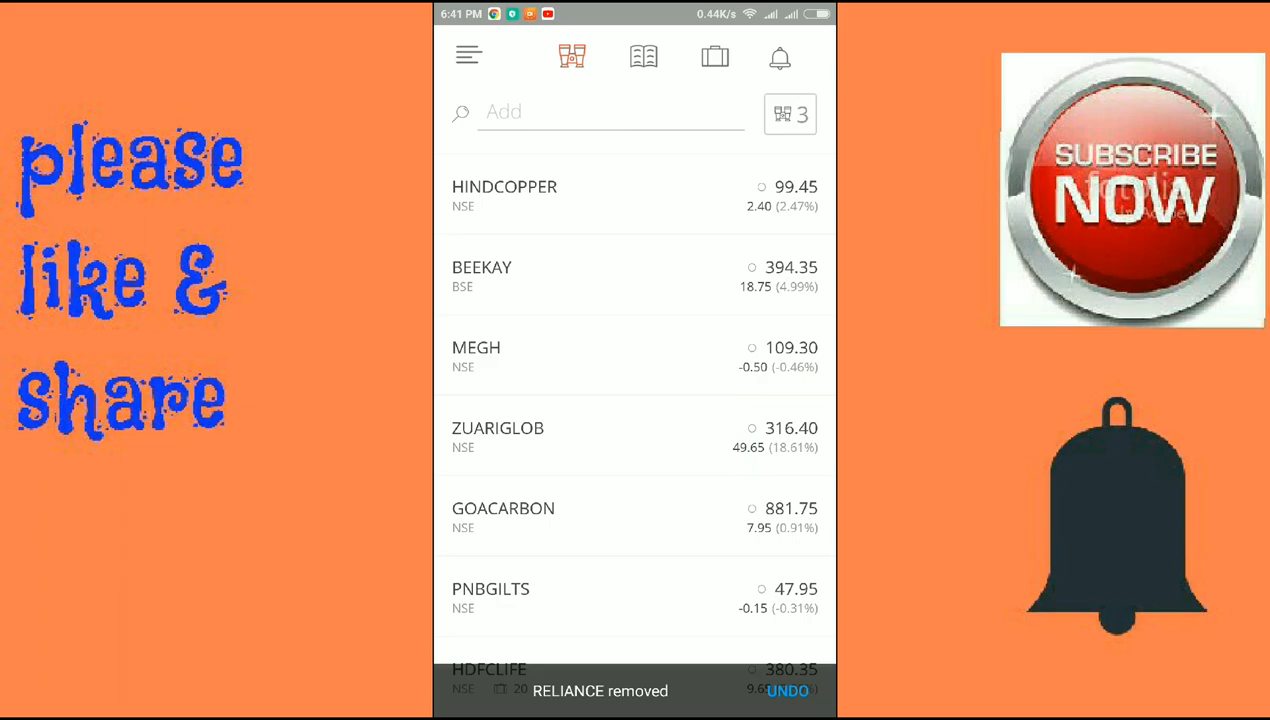 please
like &
share
6:41 PM
0.44K/s
Add
3
HINDCOPPER 99.45
NSE 2.40 (2.47%)
BEEKAY 394.35
BSE 18.75 (4.99%)
MEGH 109.30
NSE -0.50 (-0.46%)
ZUARIGLOB 316.40
NSE 49.65 (18.61%)
GOACARBON 881.75
NSE 7.95 (0.91%)
PNBGILTS 47.95
NSE -0.15 (-0.31%)
HDFCLIFE 380.35
NSE 20
RELIANCE removed UNDO
SUBSCRIBE
NOW